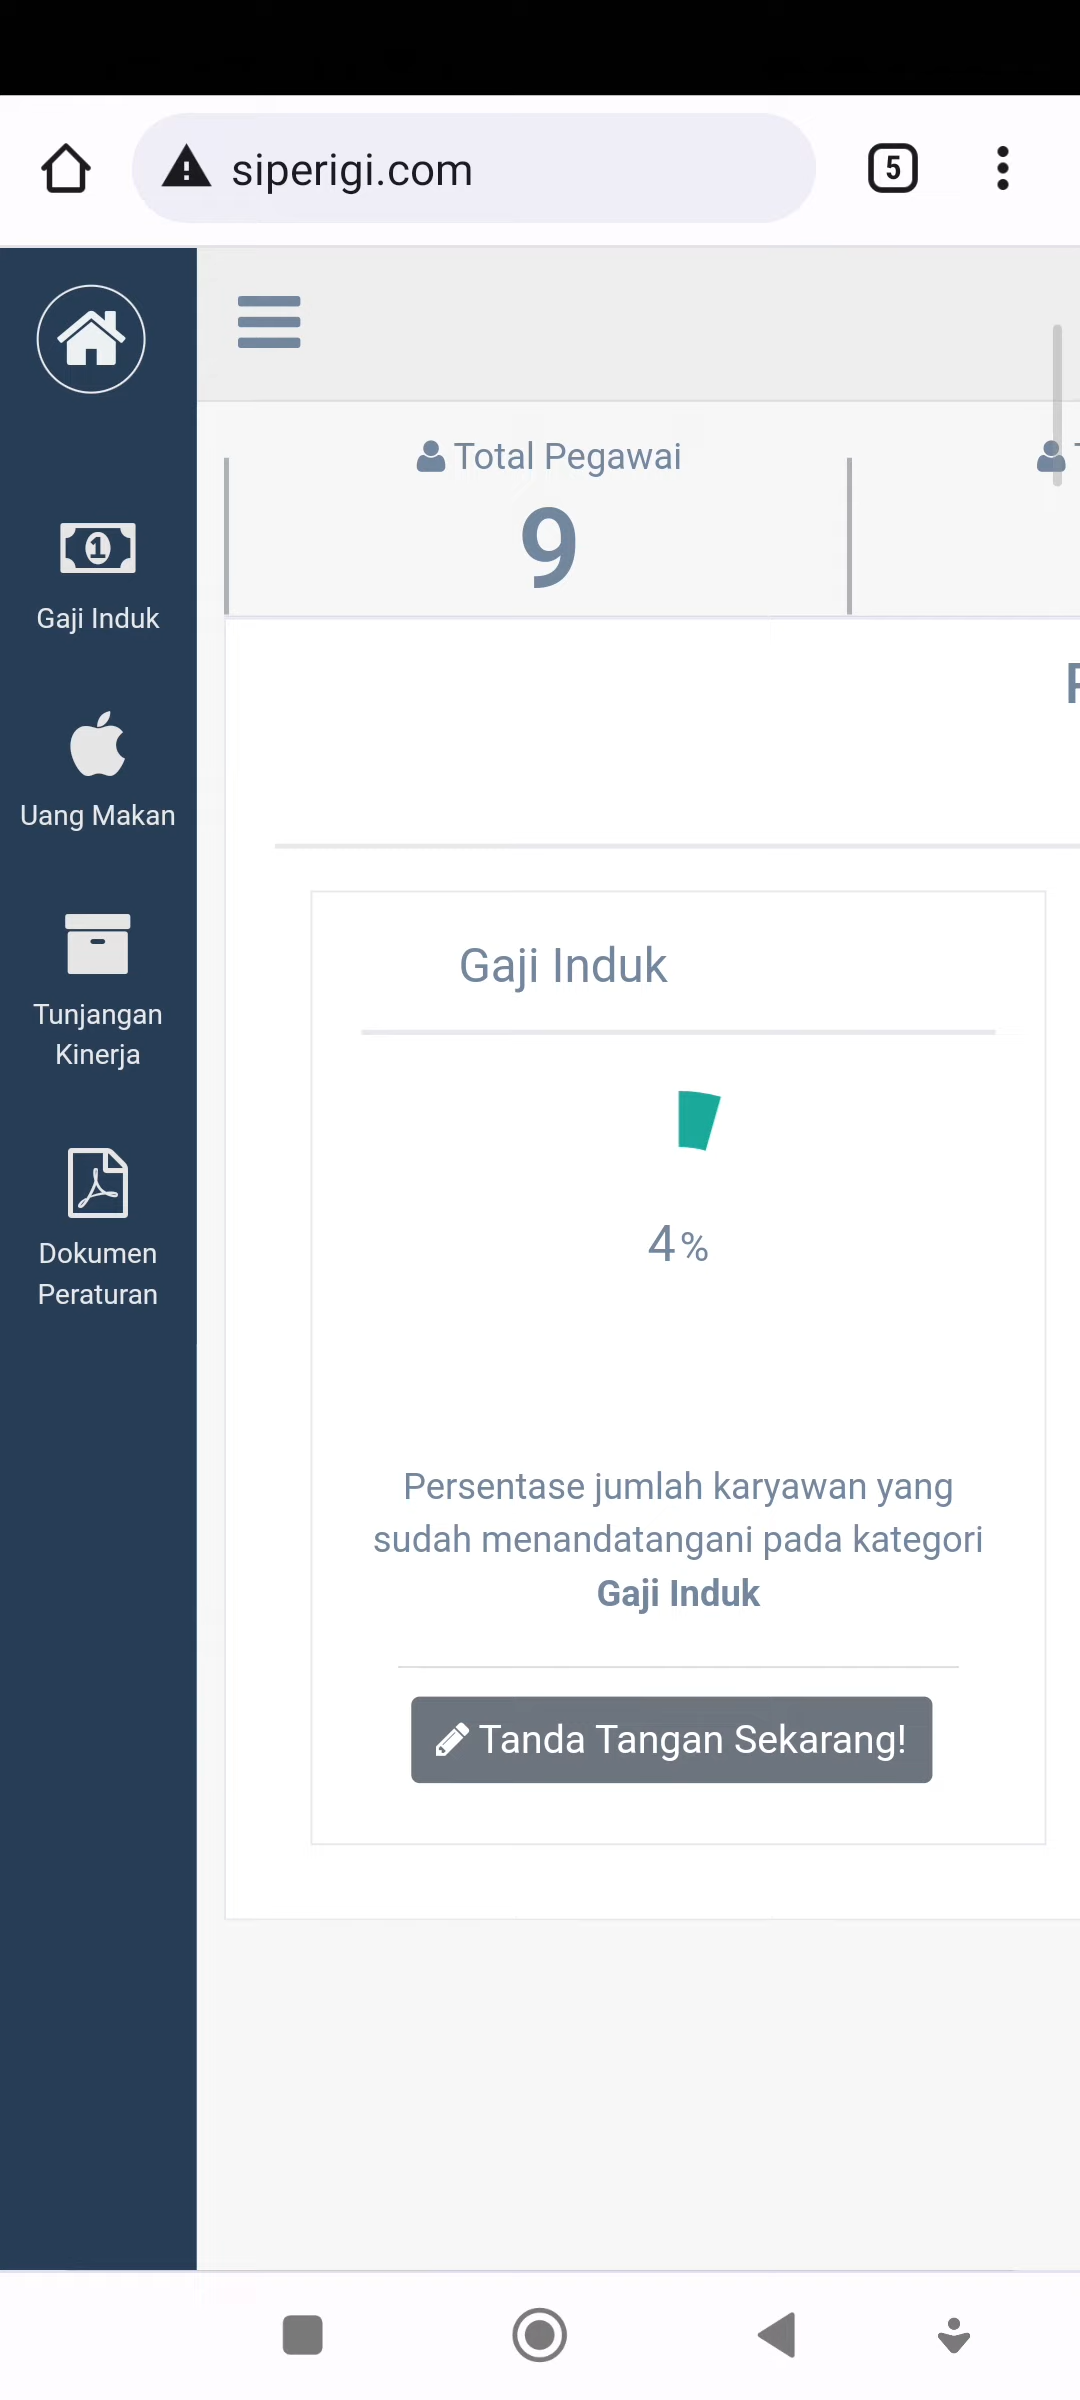 siperigi.com
5
Total Pegawai
9
Gaji Induk
Uang Makan
Tunjangan
Kinerja
Dokumen
Peraturan
Gaji Induk
4%
Persentase jumlah karyawan yang
sudah menandatangani pada kategori
Gaji Induk
Tanda Tangan Sekarang!